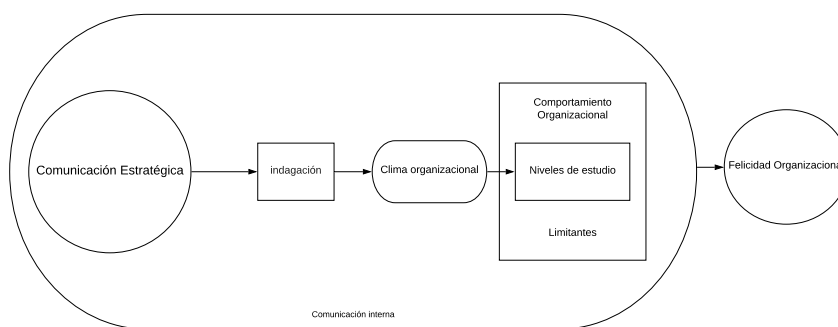 Comunicación Estratégica
indagación
Clima organizacional
Comportamiento
Organizacional
Niveles de estudio
Limitantes
Felicidad Organizaciona
Comunicación interna